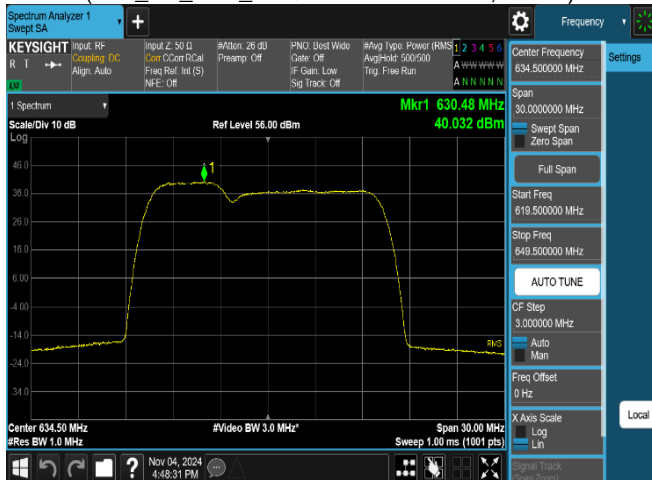 Spectrum Analyzer 1
Swept SA
+
Frequency
KEYSIGHT
R T
LXI
Input: RF
Coupling: DC
Align: Auto
Input Z: 50 Ω
Corr CCorr RCal
Freq Ref: Int (S)
NFE: Off
#Atten: 26 dB
Preamp: Off
PNO: Best Wide
Gate: Off
IF Gain: Low
Sig Track: Off
#Avg Type: Power (RMS
Avg|Hold: 500/500
Trig: Free Run
1 2 3 4 5 6
A W W W W W
A N N N N N
1 Spectrum
Scale/Div 10 dB
Log
Ref Level 56.00 dBm
Mkr1 630.48 MHz
40.032 dBm
1
46.0
36.0
26.0
16.0
6.00
-4.00
-14.0
-24.0
-34.0
RMS
Center 634.50 MHz
#Res BW 1.0 MHz
#Video BW 3.0 MHz*
Span 30.00 MHz
Sweep 1.00 ms (1001 pts)
Nov 04, 2024
4:48:31 PM
?
Center Frequency
634.500000 MHz
Span
30.0000000 MHz
Swept Span
Zero Span
Full Span
Start Freq
619.500000 MHz
Stop Freq
649.500000 MHz
AUTO TUNE
CF Step
3.000000 MHz
Auto
Man
Freq Offset
0 Hz
X Axis Scale
Log
Lin
Signal Track
(Span Zoom)
Settings
Local